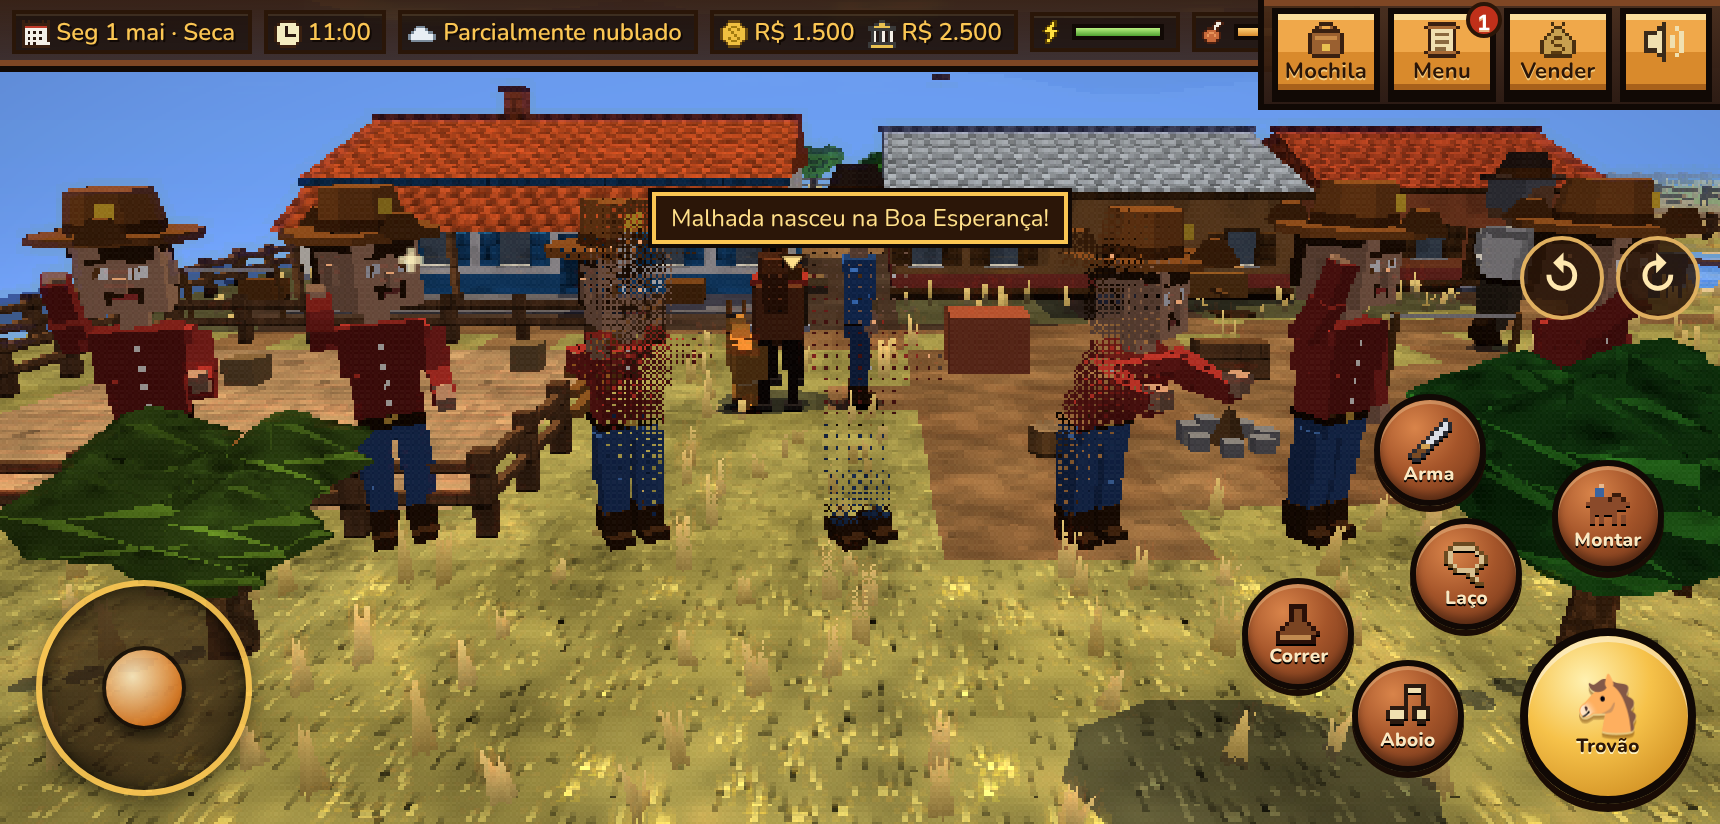 Seg 1 mai · Seca
11:00
Parcialmente nublado
R$ 1.500
R$ 2.500
Mochila
Menu
1
Vender
Malhada nasceu na Boa Esperança!
Arma
Montar
Laço
Correr
Aboio
Trovão